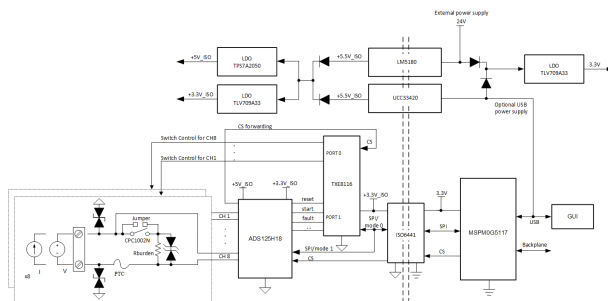 External power supply
24V
+5V_ISO
LDO
TPS7A2050
+5.5V_ISO
LM5180
LDO
TLV709A33
3.3V
+3.3V_ISO
LDO
TLV709A33
+5.5V_ISO
UCC33420
Optional USB
power supply
CS forwarding
Switch Control for CH8
Switch Control for CH1
PORT 0
CS
TXE8116
PORT 1
+5V_ISO
+3.3V_ISO
reset
start
fault
...
+3.3V_ISO
SPI/
mode 0
3.3V
ISO6441
SPI
CS
MSPM0G5117
USB
GUI
Backplane
ADS125H18
CH 1
CH 8
SPI/mode 1
CS
Jumper
CPC1002N
Rburden
PTC
x8
I
V